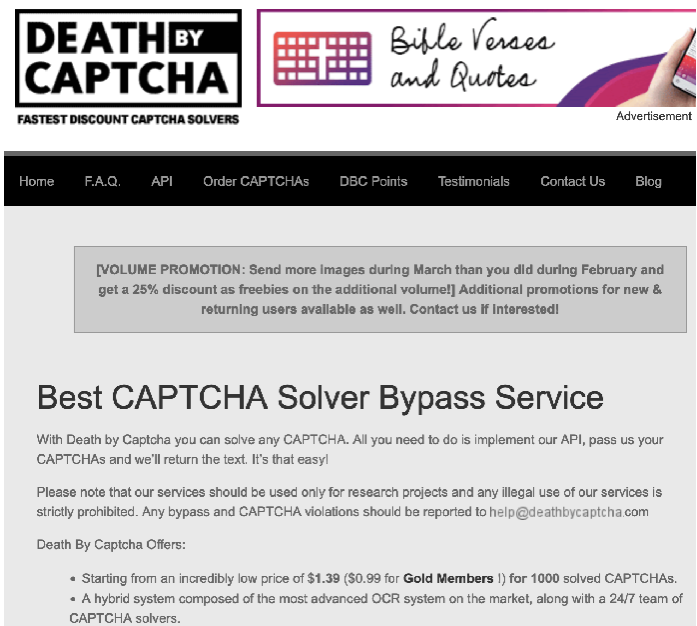 DEATH BY
CAPTCHA
FASTEST DISCOUNT CAPTCHA SOLVERS
Bible Verses
and Quotes
Advertisement
Home F.A.Q. API Order CAPTCHAs DBC Points Testimonials Contact Us Blog
[VOLUME PROMOTION: Send more images during March than you did during February and
get a 25% discount as freebies on the additional volume!] Additional promotions for new &
returning users available as well. Contact us if interested!
Best CAPTCHA Solver Bypass Service
With Death by Captcha you can solve any CAPTCHA. All you need to do is implement our API, pass us your
CAPTCHAs and we'll return the text. It's that easy!
Please note that our services should be used only for research projects and any illegal use of our services is
strictly prohibited. Any bypass and CAPTCHA violations should be reported to help@deathbycaptcha.com
Death By Captcha Offers:
• Starting from an incredibly low price of $1.39 ($0.99 for Gold Members !) for 1000 solved CAPTCHAs.
• A hybrid system composed of the most advanced OCR system on the market, along with a 24/7 team of
CAPTCHA solvers.